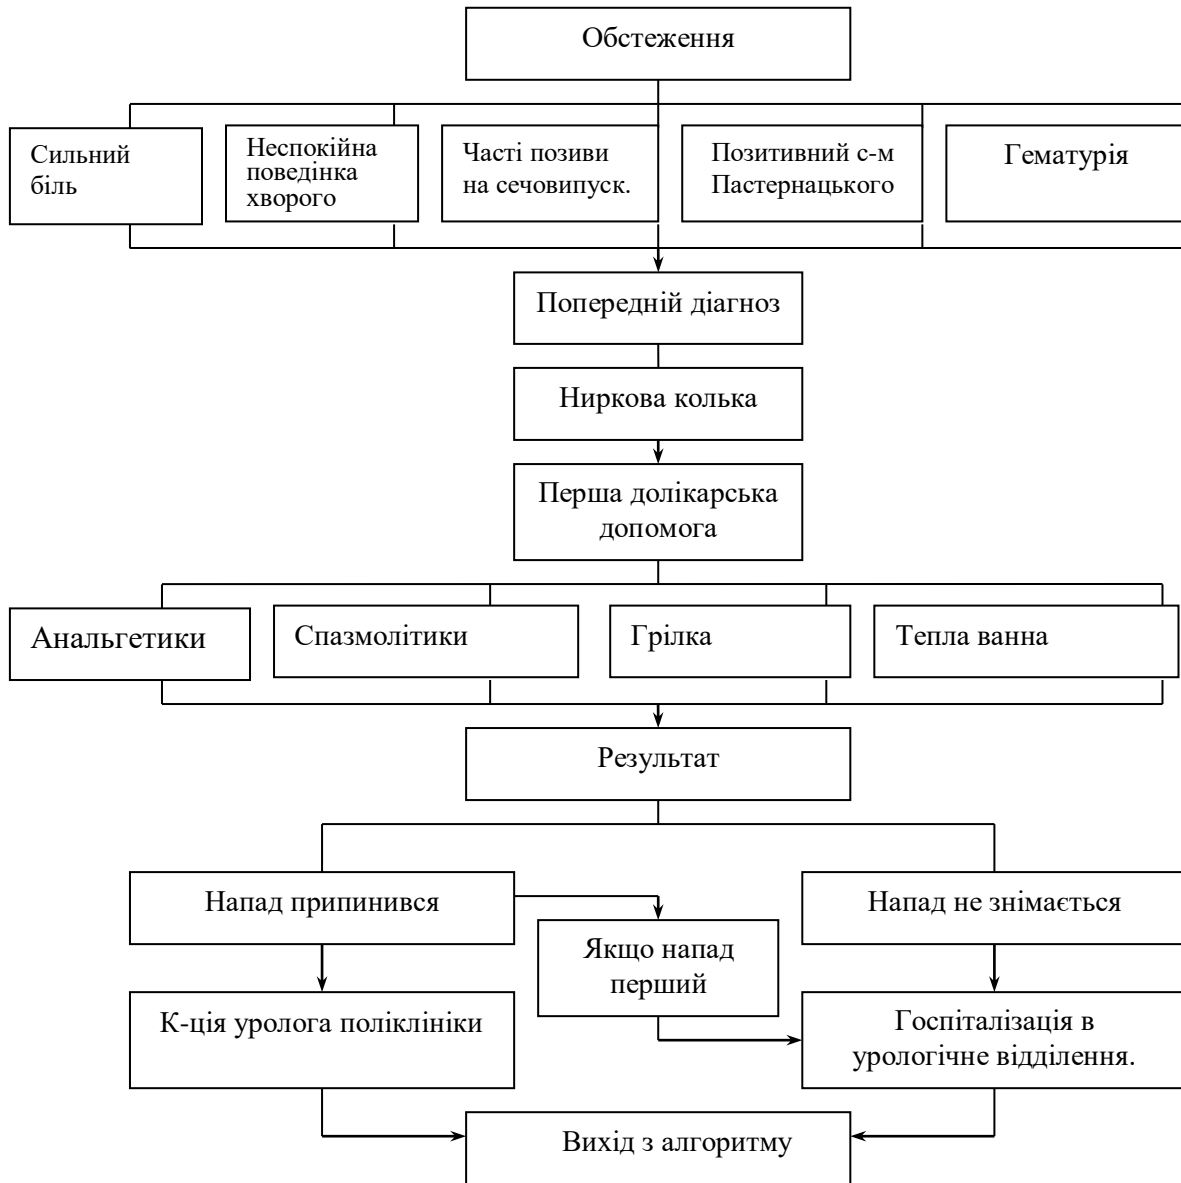 Обстеження
Сильний
біль
Неспокійна
поведінка
хворого
Часті позиви
на сечовипуск.
Позитивний с-м
Пастернацького
Гематурія
Попередній діагноз
Ниркова колька
Перша долікарська
допомога
Анальгетики
Спазмолітики
Грілка
Тепла ванна
Результат
Напад припинився
Якщо напад
перший
Напад не знімається
К-ція уролога поліклініки
Госпіталізація в
урологічне відділення.
Вихід з алгоритму